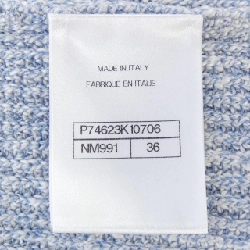 MADE IN ITALY
FABRIQUE EN ITALIE
P74623K10706
NM991 36